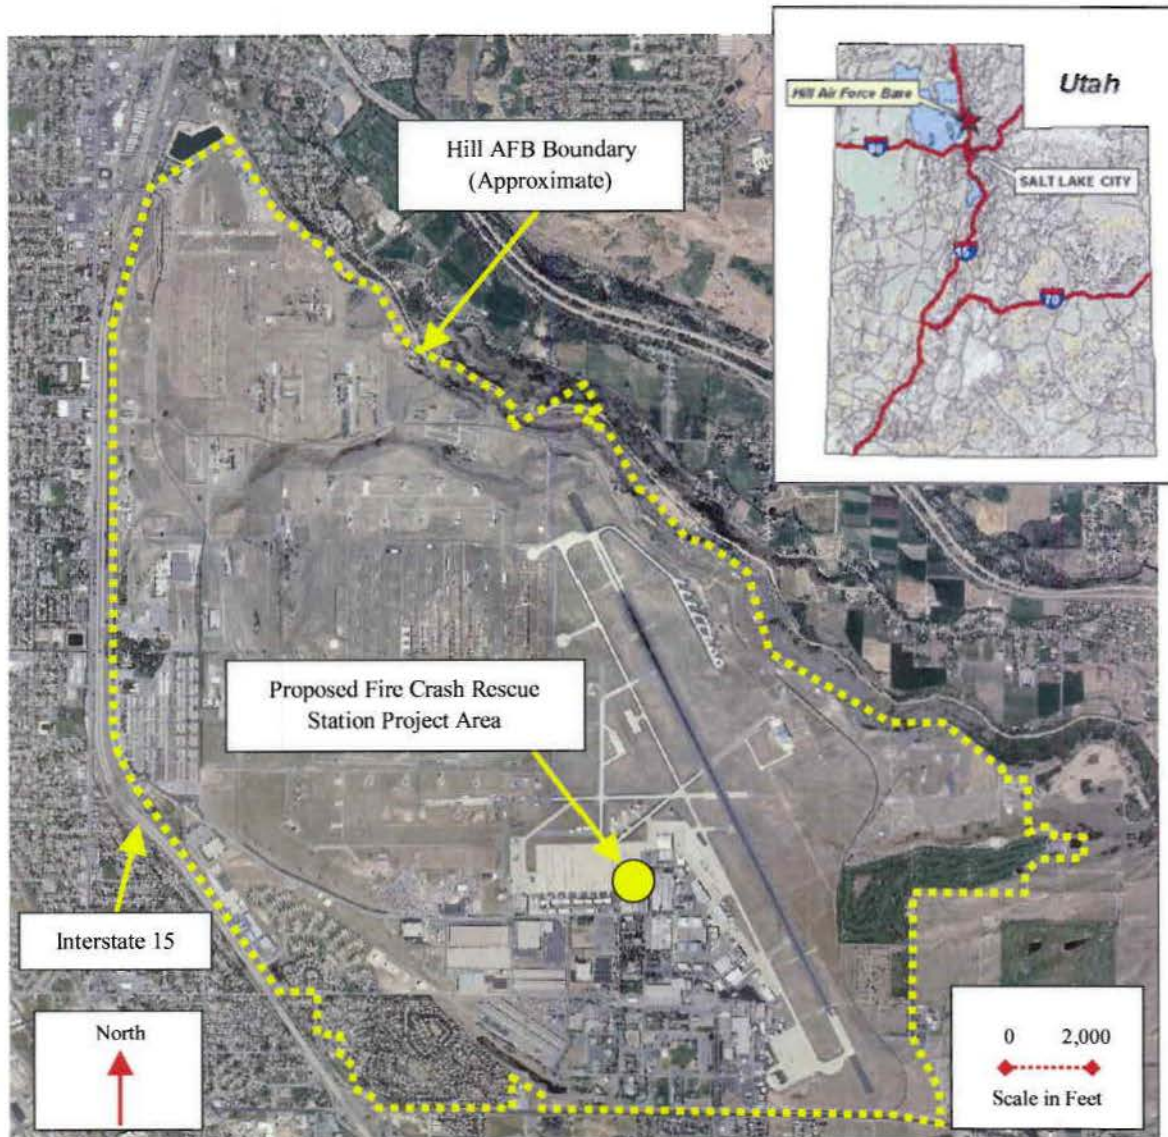 Utah
Hill Air Force Base
80
SALT LAKE CITY
15
70
Hill AFB Boundary
(Approximate)
Proposed Fire Crash Rescue
Station Project Area
Interstate 15
North
0 2,000
Scale in Feet